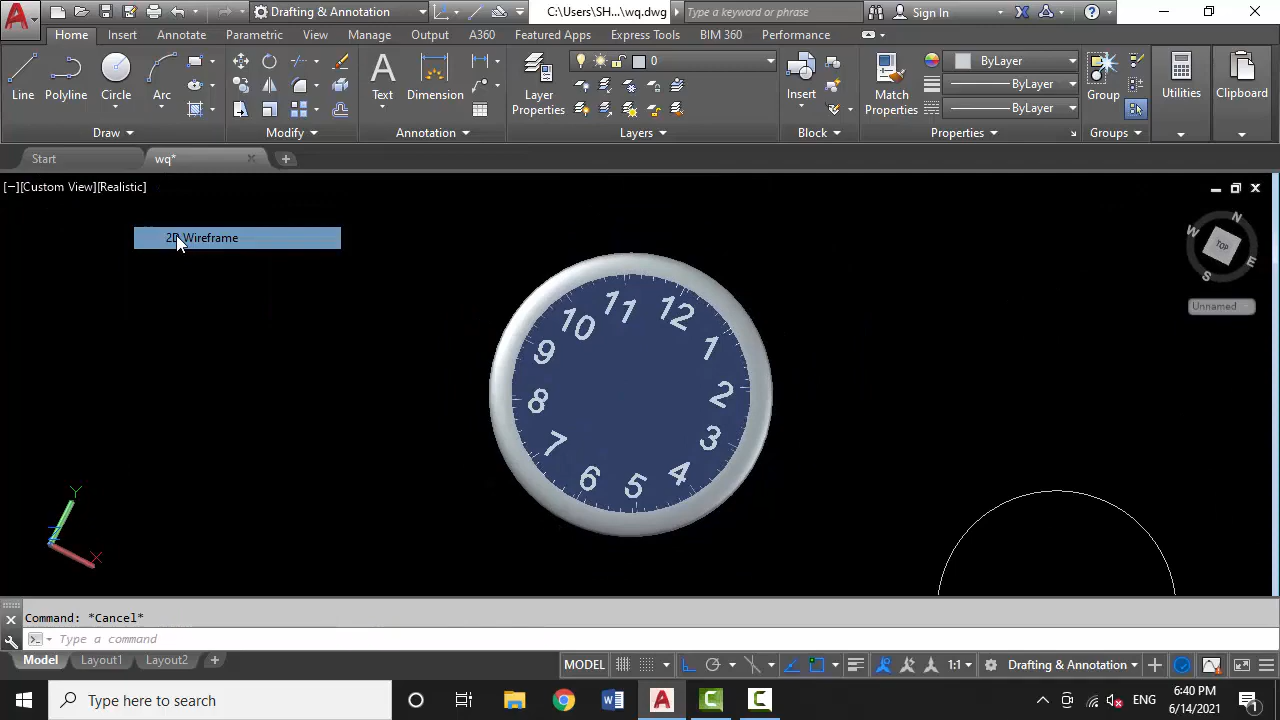 Drafting & Annotation
C:\Users\SH...\wq.dwg
Type a keyword or phrase
Sign In
Home Insert Annotate Parametric View Manage Output A360 Featured Apps Express Tools BIM 360 Performance
Line Polyline Circle Arc
Text Dimension
Layer Properties
0
Insert
Match Properties
ByLayer
ByLayer
ByLayer
Group
Utilities
Clipboard
Draw Modify Annotation Layers Block Properties Groups
Start wq*
[−][Custom View][Realistic]
2D Wireframe
N
W TOP E
S
Unnamed
11 12
10 1
9 2
8 3
7 4
6 5
Y
X
Command: *Cancel*
Type a command
Model Layout1 Layout2
MODEL 1:1 Drafting & Annotation
Type here to search
W
A
C
C
ENG
6:40 PM
6/14/2021
1